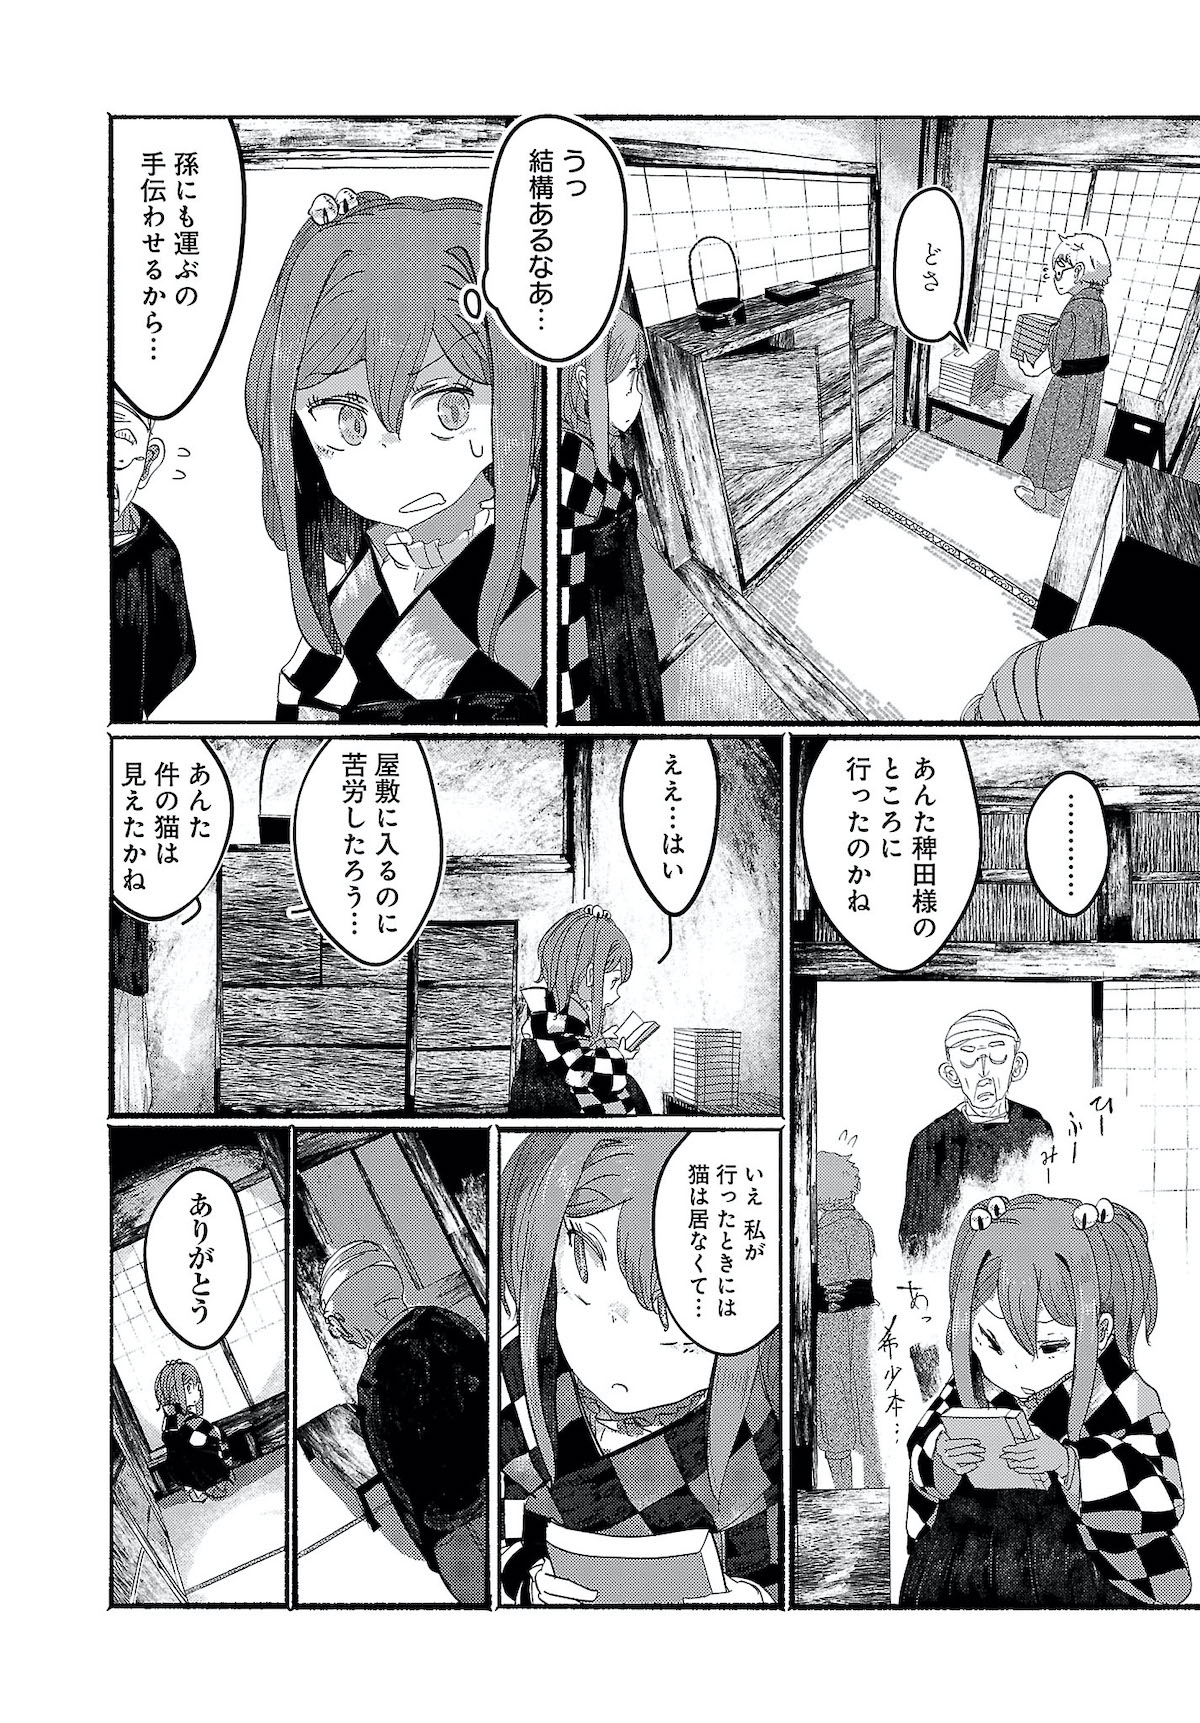 どさ
うっ
結構あるなあ…
孫にも運ぶの
手伝わせるから…
…………
あんた稗田様の
ところに
行ったのかね
ひー
ふー
みー
あっ
希少本…
ええ…はい
屋敷に入るのに
苦労したろう…
あんた
件の猫は
見えたかね
いえ 私が
行ったときには
猫は居なくて…
ありがとう